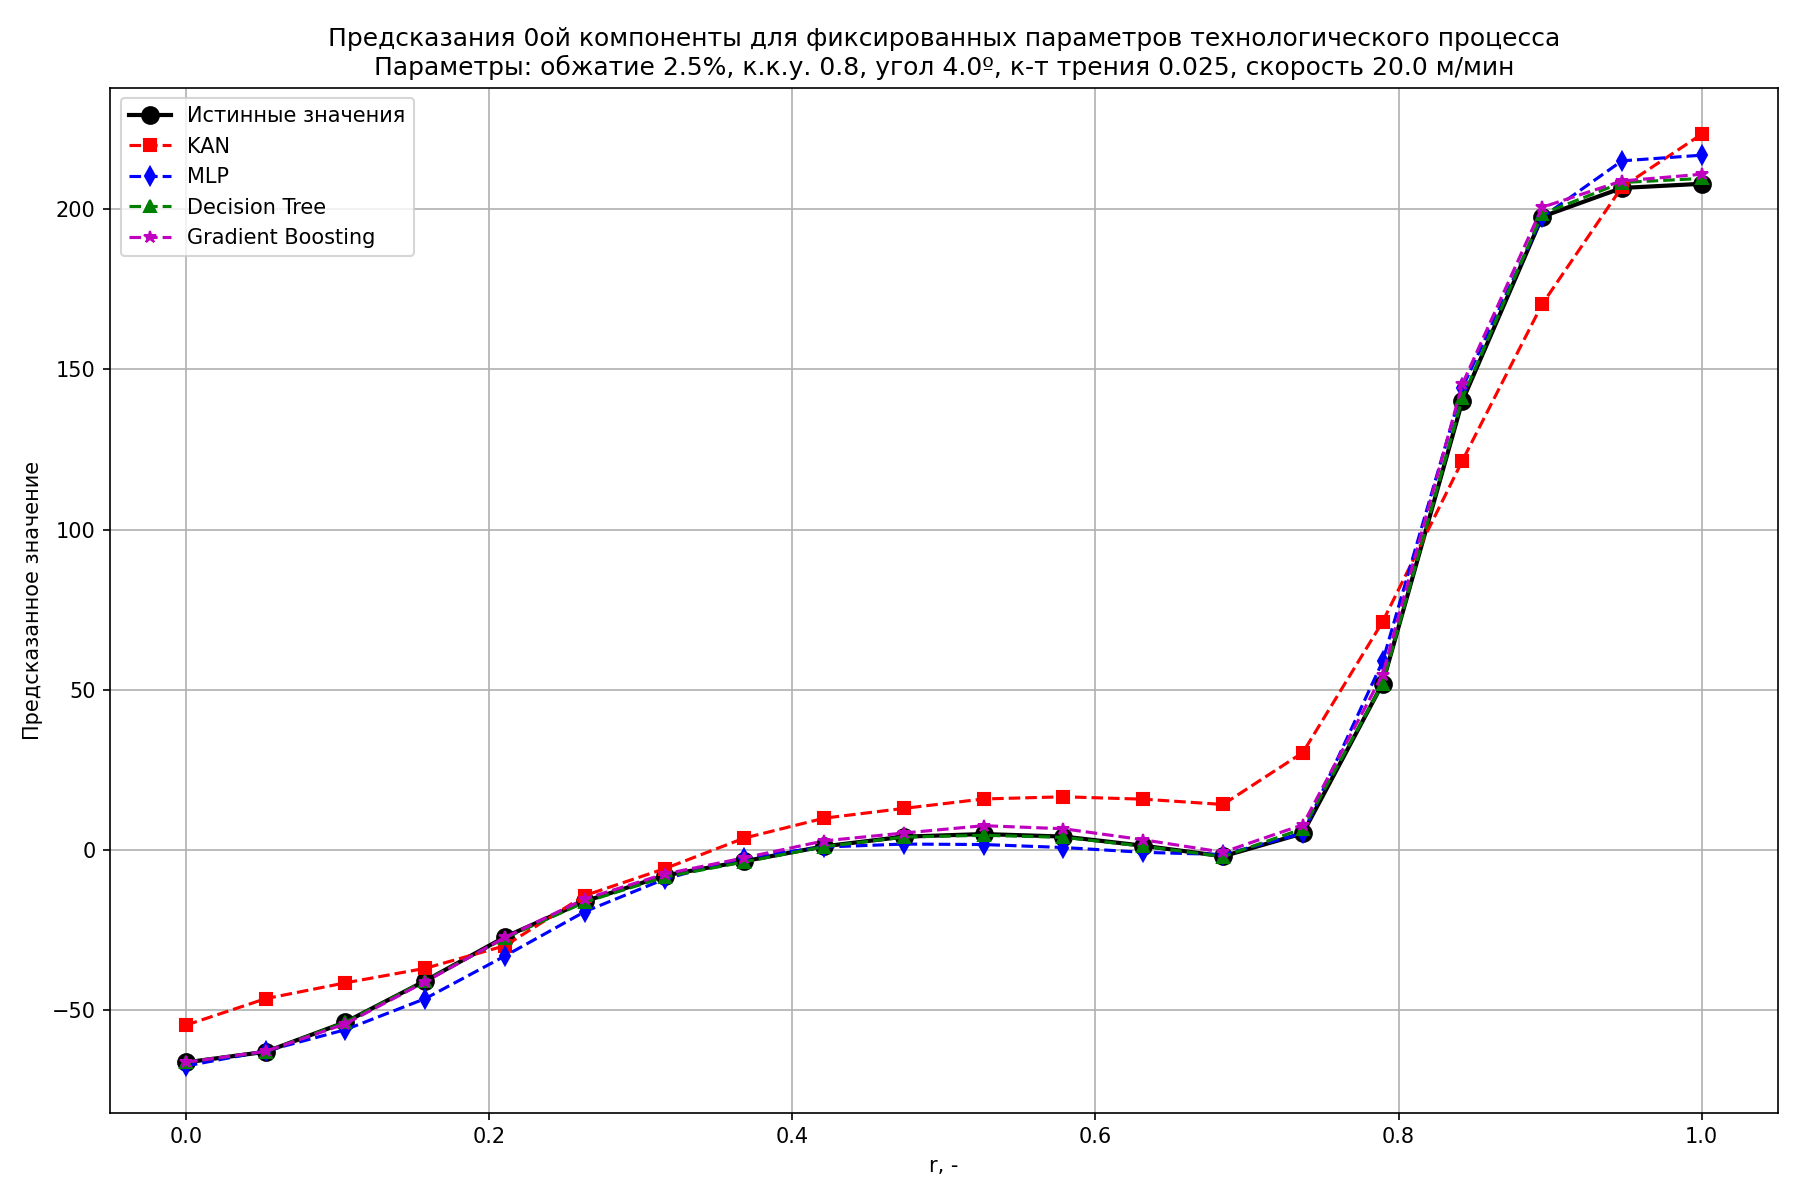 Предсказания 0ой компоненты для фиксированных параметров технологического процесса
Параметры: обжатие 2.5%, к.к.у. 0.8, угол 4.0º, к-т трения 0.025, скорость 20.0 м/мин
Истинные значения
KAN
MLP
Decision Tree
Gradient Boosting
Предсказанное значение
200
150
100
50
0
−50
0.0 0.2 0.4 0.6 0.8 1.0
r, -